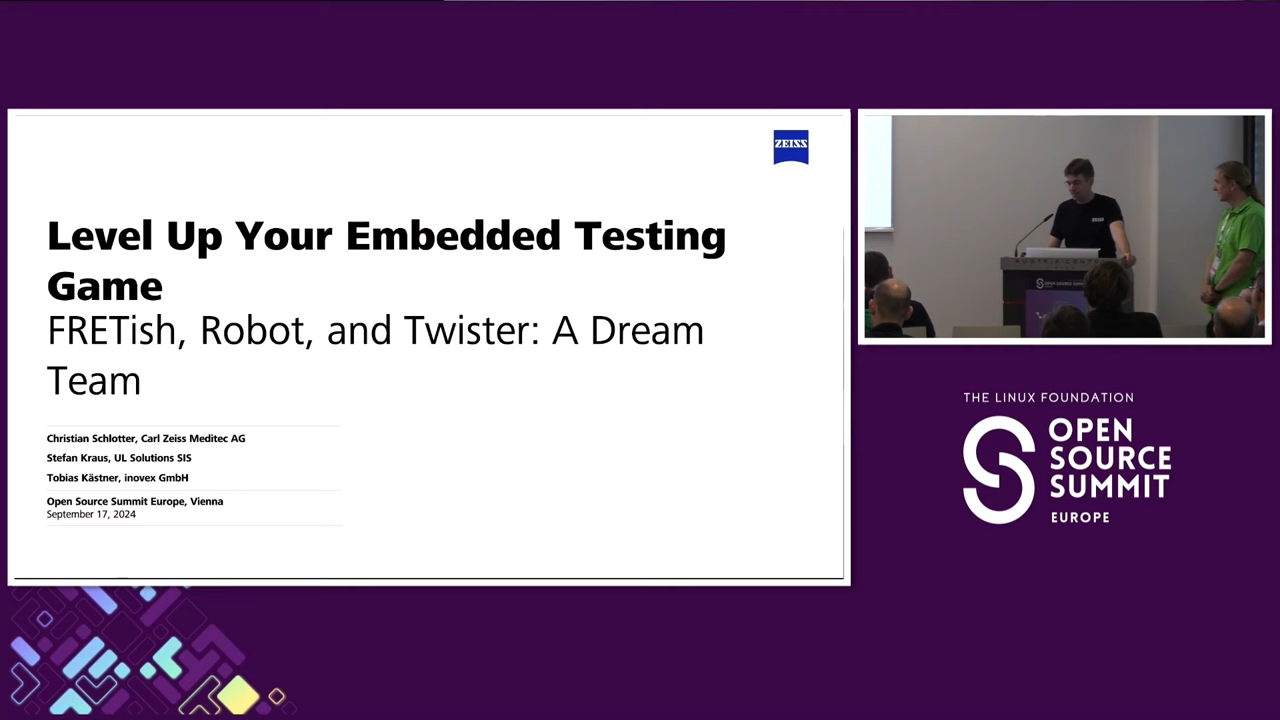 ZEISS
Level Up Your Embedded Testing
Game
FRETish, Robot, and Twister: A Dream
Team
Christian Schlotter, Carl Zeiss Meditec AG
Stefan Kraus, UL Solutions SIS
Tobias Kästner, inovex GmbH
Open Source Summit Europe, Vienna
September 17, 2024
THE LINUX FOUNDATION
OPEN
SOURCE
SUMMIT
EUROPE